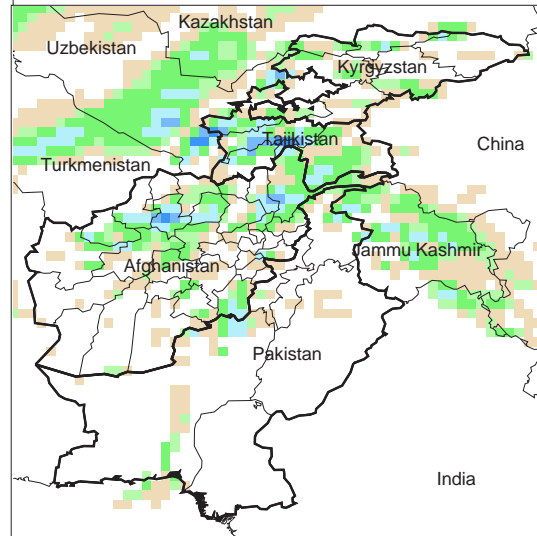 Kazakhstan
Uzbekistan
Kyrgyzstan
Tajikistan
China
Turkmenistan
Jammu Kashmir
Afghanistan
Pakistan
India